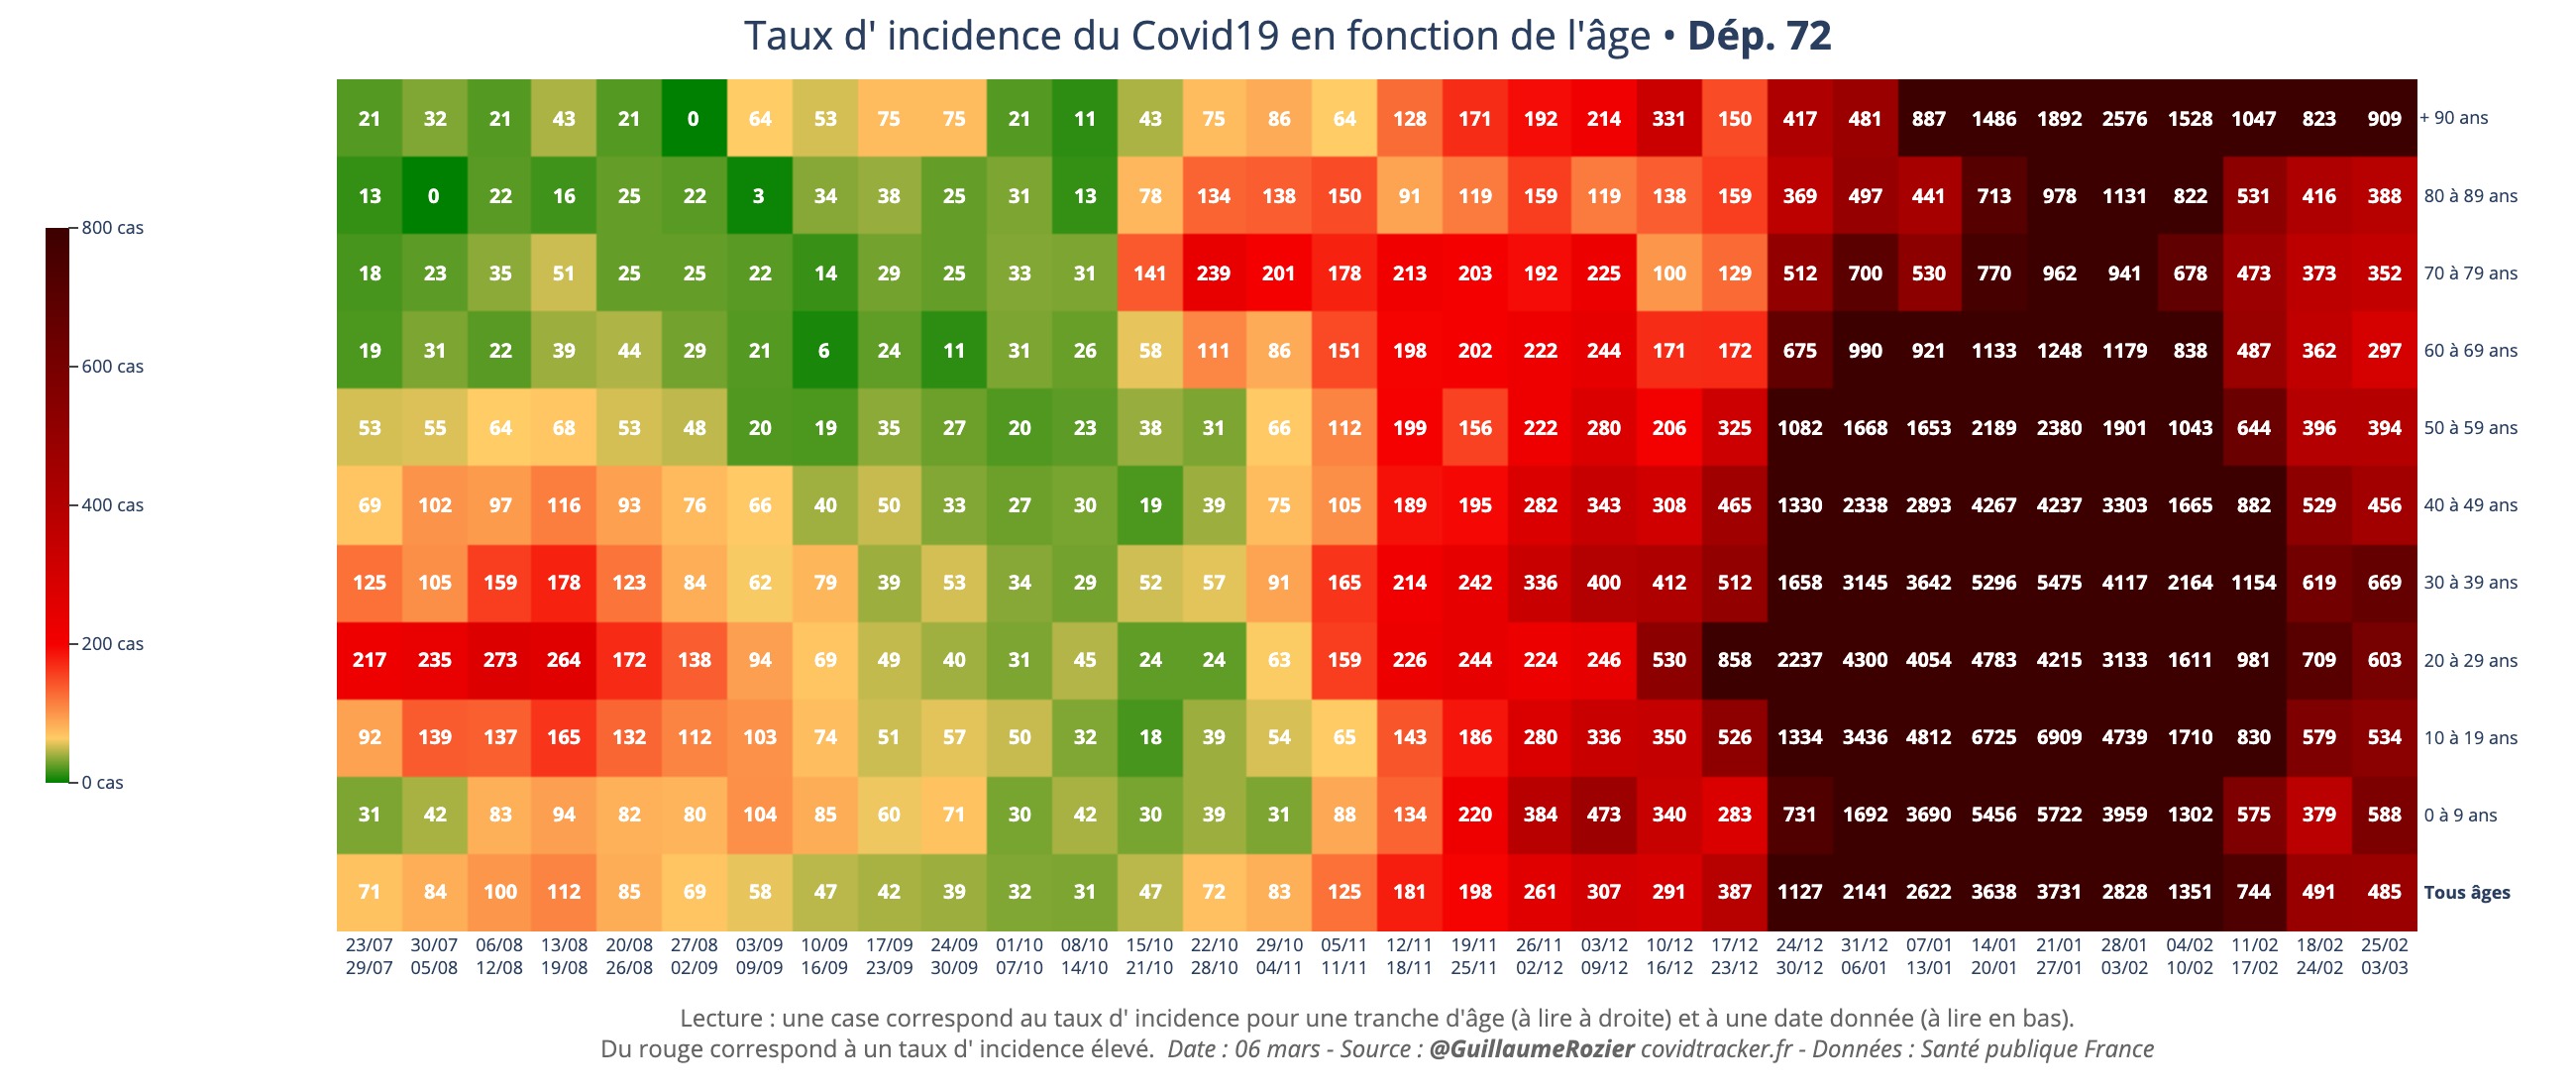 Taux d' incidence du Covid19 en fonction de l'âge • Dép. 72
21 32 21 43 21 0 64 53 75 75 21 11 43 75 86 64 128 171 192 214 331 150 417 481 887 1486 1892 2576 1528 1047 823 909 + 90 ans
13 0 22 16 25 22 3 34 38 25 31 13 78 134 138 150 91 119 159 119 138 159 369 497 441 713 978 1131 822 531 416 388 80 à 89 ans
18 23 35 51 25 25 22 14 29 25 33 31 141 239 201 178 213 203 192 225 100 129 512 700 530 770 962 941 678 473 373 352 70 à 79 ans
19 31 22 39 44 29 21 6 24 11 31 26 58 111 86 151 198 202 222 244 171 172 675 990 921 1133 1248 1179 838 487 362 297 60 à 69 ans
53 55 64 68 53 48 20 19 35 27 20 23 38 31 66 112 199 156 222 280 206 325 1082 1668 1653 2189 2380 1901 1043 644 396 394 50 à 59 ans
69 102 97 116 93 76 66 40 50 33 27 30 19 39 75 105 189 195 282 343 308 465 1330 2338 2893 4267 4237 3303 1665 882 529 456 40 à 49 ans
125 105 159 178 123 84 62 79 39 53 34 29 52 57 91 165 214 242 336 400 412 512 1658 3145 3642 5296 5475 4117 2164 1154 619 669 30 à 39 ans
217 235 273 264 172 138 94 69 49 40 31 45 24 24 63 159 226 244 224 246 530 858 2237 4300 4054 4783 4215 3133 1611 981 709 603 20 à 29 ans
92 139 137 165 132 112 103 74 51 57 50 32 18 39 54 65 143 186 280 336 350 526 1334 3436 4812 6725 6909 4739 1710 830 579 534 10 à 19 ans
31 42 83 94 82 80 104 85 60 71 30 42 30 39 31 88 134 220 384 473 340 283 731 1692 3690 5456 5722 3959 1302 575 379 588 0 à 9 ans
71 84 100 112 85 69 58 47 42 39 32 31 47 72 83 125 181 198 261 307 291 387 1127 2141 2622 3638 3731 2828 1351 744 491 485 Tous âges
23/07 30/07 06/08 13/08 20/08 27/08 03/09 10/09 17/09 24/09 01/10 08/10 15/10 22/10 29/10 05/11 12/11 19/11 26/11 03/12 10/12 17/12 24/12 31/12 07/01 14/01 21/01 28/01 04/02 11/02 18/02 25/02
29/07 05/08 12/08 19/08 26/08 02/09 09/09 16/09 23/09 30/09 07/10 14/10 21/10 28/10 04/11 11/11 18/11 25/11 02/12 09/12 16/12 23/12 30/12 06/01 13/01 20/01 27/01 03/02 10/02 17/02 24/02 03/03
800 cas
600 cas
400 cas
200 cas
0 cas
Lecture : une case correspond au taux d' incidence pour une tranche d'âge (à lire à droite) et à une date donnée (à lire en bas).
Du rouge correspond à un taux d' incidence élevé. Date : 06 mars - Source : @GuillaumeRozier covidtracker.fr - Données : Santé publique France